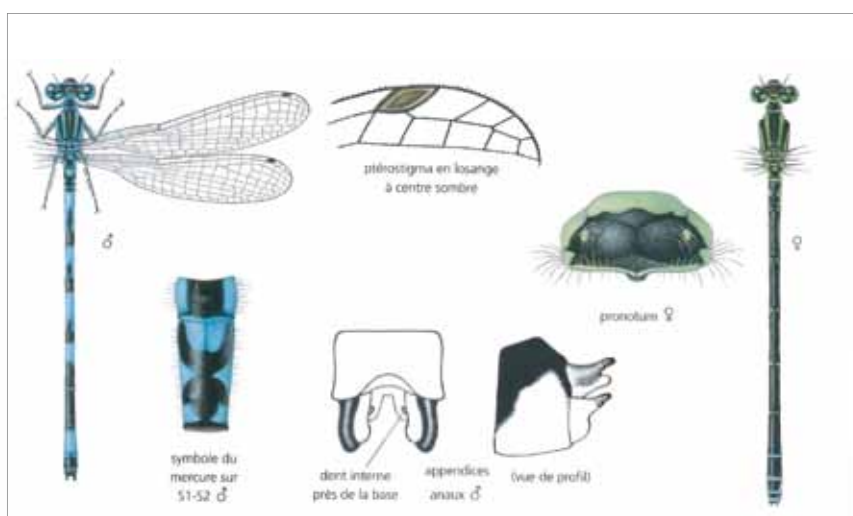 ptérostigma en losange
à centre sombre
♂
♀
pronotum ♀
symbole du
mercure sur
S1-S2 ♂
dent interne
près de la base
appendices
anaux ♂
(vue de profil)